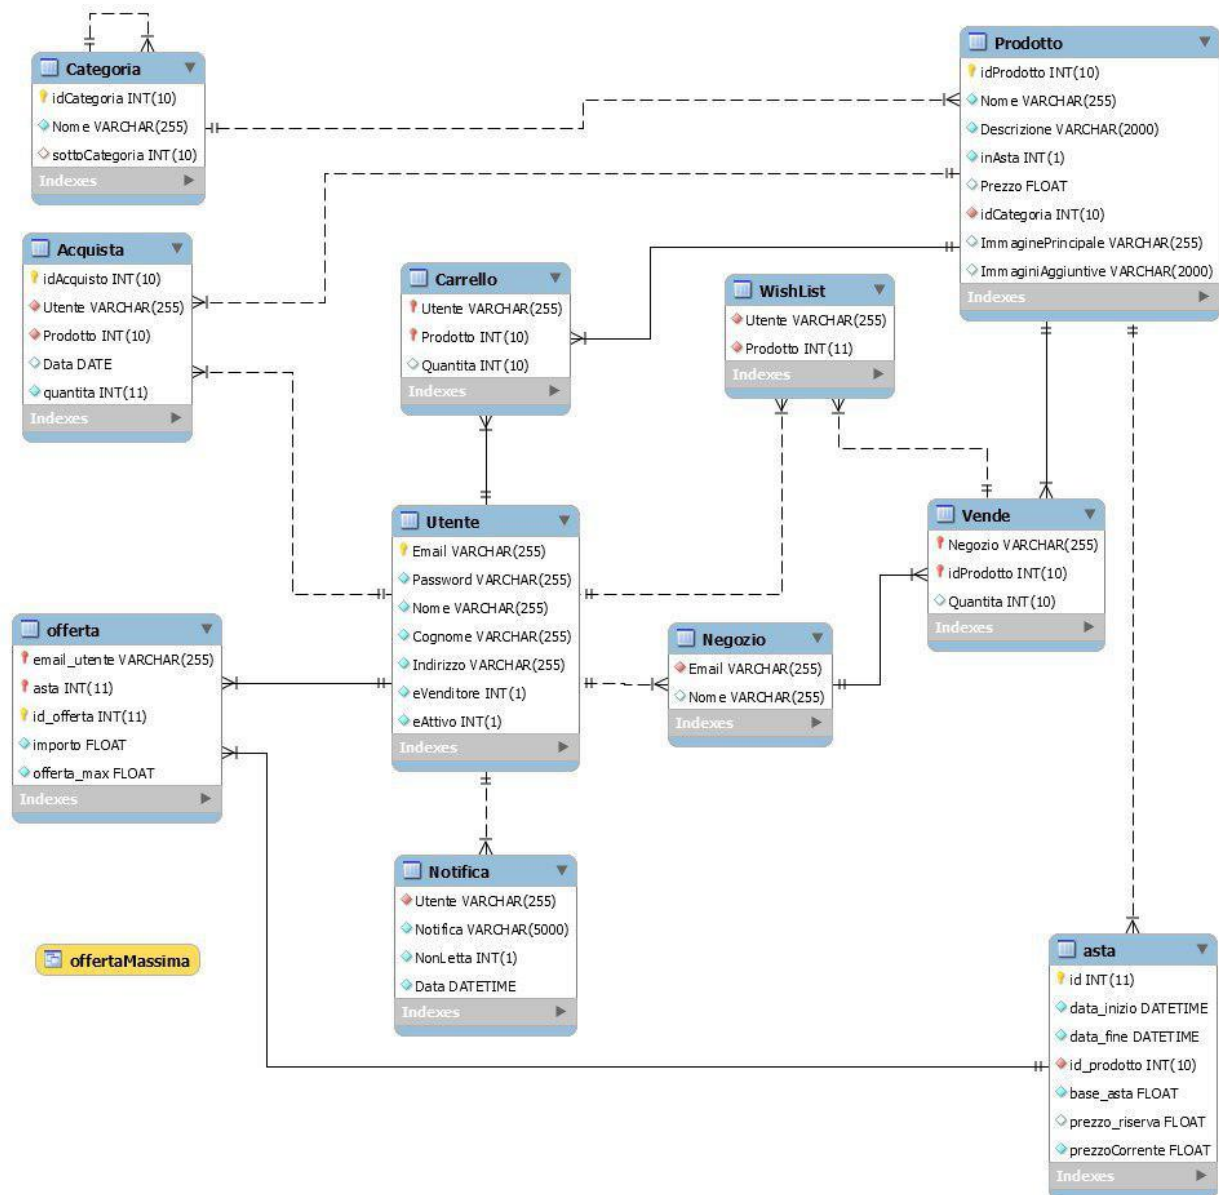 Categoria
idCategoria INT(10)
Nome VARCHAR(255)
sottoCategoria INT(10)
Indexes
Prodotto
idProdotto INT(10)
Nome VARCHAR(255)
Descrizione VARCHAR(2000)
inAsta INT(1)
Prezzo FLOAT
idCategoria INT(10)
ImmaginePrincipale VARCHAR(255)
ImmaginiAggiuntive VARCHAR(2000)
Indexes
Acquista
idAcquisto INT(10)
Utente VARCHAR(255)
Prodotto INT(10)
Data DATE
quantita INT(11)
Indexes
Carrello
Utente VARCHAR(255)
Prodotto INT(10)
Quantita INT(10)
Indexes
WishList
Utente VARCHAR(255)
Prodotto INT(11)
Indexes
Utente
Email VARCHAR(255)
Password VARCHAR(255)
Nome VARCHAR(255)
Cognome VARCHAR(255)
Indirizzo VARCHAR(255)
eVenditore INT(1)
eAttivo INT(1)
Indexes
Vende
Negozio VARCHAR(255)
idProdotto INT(10)
Quantita INT(10)
Indexes
offerta
email_utente VARCHAR(255)
asta INT(11)
id_offerta INT(11)
importo FLOAT
offerta_max FLOAT
Indexes
Negozio
Email VARCHAR(255)
Nome VARCHAR(255)
Indexes
Notifica
Utente VARCHAR(255)
Notifica VARCHAR(5000)
NonLetta INT(1)
Data DATETIME
Indexes
offertaMassima
asta
id INT(11)
data_inizio DATETIME
data_fine DATETIME
id_prodotto INT(10)
base_asta FLOAT
prezzo_riserva FLOAT
prezzoCorrente FLOAT
Indexes